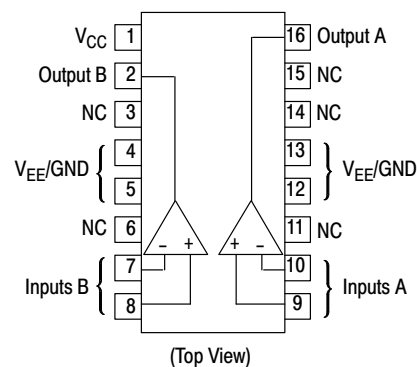 VCC 1
Output B 2
NC 3
4
VEE/GND
5
NC 6
7
Inputs B
8
16 Output A
15 NC
14 NC
13
VEE/GND
12
11 NC
10
Inputs A
9
– +
+ –
(Top View)